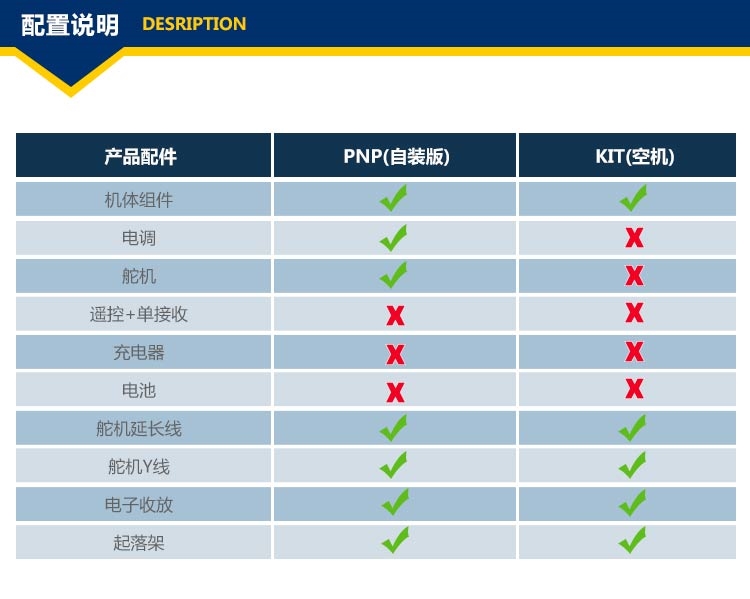 配置说明 DESRIPTION
产品配件 PNP(自装版) KIT(空机)
机体组件
电调
舵机
遥控+单接收
充电器
电池
舵机延长线
舵机Y线
电子收放
起落架